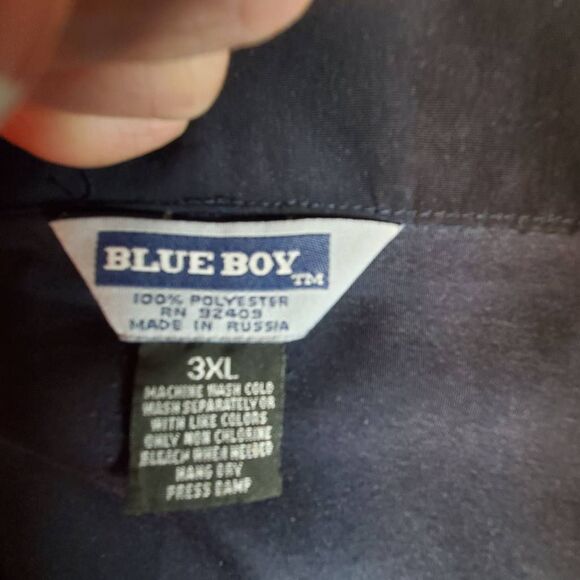 BLUE BOY TM
100% POLYESTER
RN 92409
MADE IN RUSSIA
3XL
MACHINE WASH COLD
WASH SEPARATELY OR
WITH LIKE COLORS
ONLY NON CHLORINE
BLEACH WHEN NEEDED
HANG DRY
PRESS DAMP